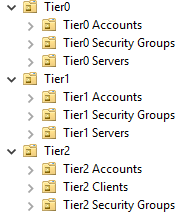 Tier0
Tier0 Accounts
Tier0 Security Groups
Tier0 Servers
Tier1
Tier1 Accounts
Tier1 Security Groups
Tier1 Servers
Tier2
Tier2 Accounts
Tier2 Clients
Tier2 Security Groups